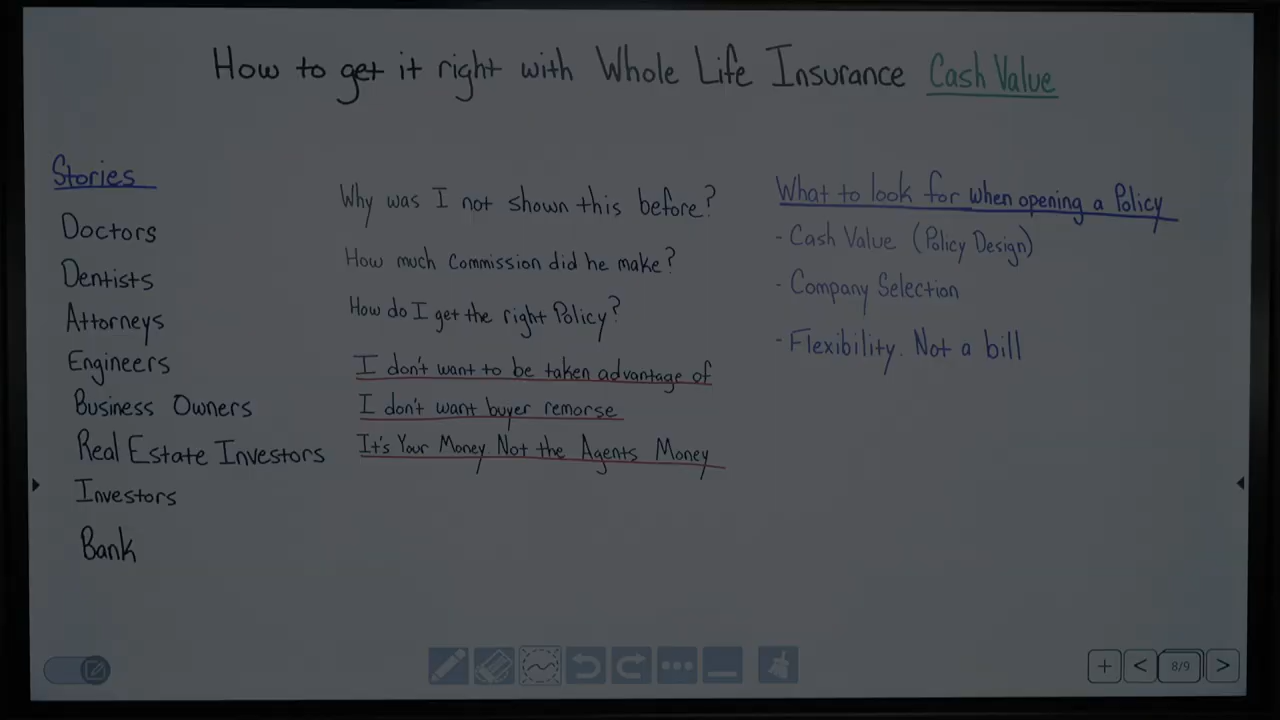 How to get it right with Whole Life Insurance Cash Value
Stories
Doctors
Dentists
Attorneys
Engineers
Business Owners
Real Estate Investors
Investors
Bank
Why was I not shown this before?
How much Commission did he make?
How do I get the right Policy?
I don't want to be taken advantage of
I don't want buyer remorse
It's Your Money. Not the Agents Money
What to look for when opening a Policy
- Cash Value (Policy Design)
- Company Selection
- Flexibility. Not a bill
8/9